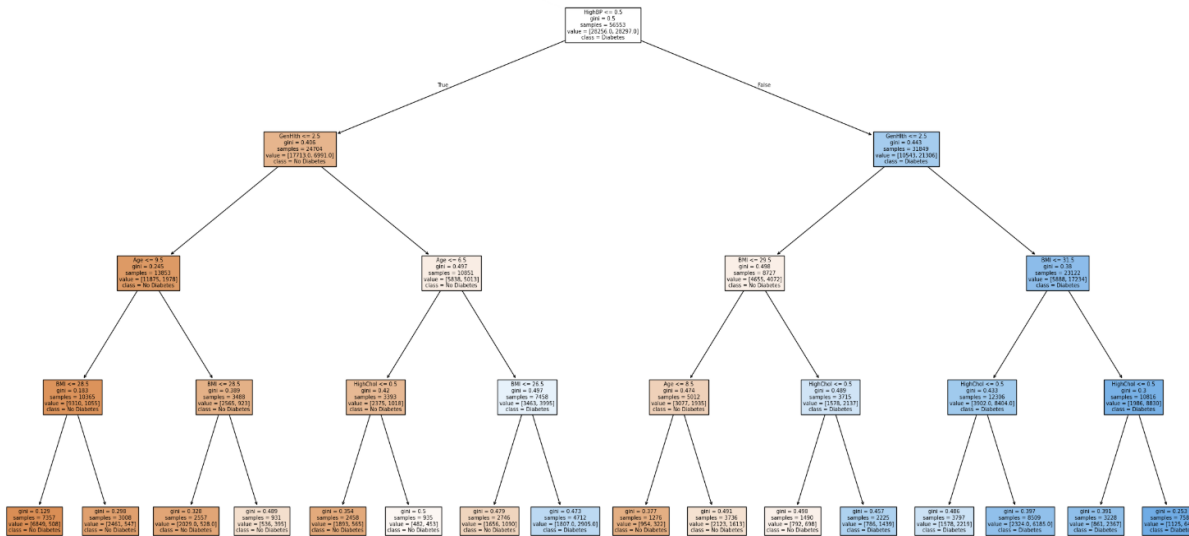 HighBP <= 0.5
gini = 0.5
samples = 56553
value = [28256.0, 28297.0]
class = Diabetes
True
False
GenHlth <= 2.5
gini = 0.406
samples = 24704
value = [17713.0, 6991.0]
class = No Diabetes
GenHlth <= 2.5
gini = 0.443
samples = 31849
value = [10543, 21306]
class = Diabetes
Age <= 9.5
gini = 0.245
samples = 13853
value = [11875, 1978]
class = No Diabetes
Age <= 6.5
gini = 0.497
samples = 10851
value = [5838, 5013]
class = No Diabetes
BMI <= 29.5
gini = 0.498
samples = 8727
value = [4655, 4072]
class = No Diabetes
BMI <= 31.5
gini = 0.38
samples = 23122
value = [5888, 17234]
class = Diabetes
BMI <= 28.5
gini = 0.183
samples = 10365
value = [9310, 1055]
class = No Diabetes
BMI <= 28.5
gini = 0.389
samples = 3488
value = [2565, 923]
class = No Diabetes
HighChol <= 0.5
gini = 0.42
samples = 3393
value = [2375, 1018]
class = No Diabetes
BMI <= 26.5
gini = 0.497
samples = 7458
value = [3463, 3995]
class = Diabetes
Age <= 8.5
gini = 0.474
samples = 5012
value = [3077, 1935]
class = No Diabetes
HighChol <= 0.5
gini = 0.489
samples = 3715
value = [1578, 2137]
class = Diabetes
HighChol <= 0.5
gini = 0.433
samples = 12306
value = [3902.0, 8404.0]
class = Diabetes
HighChol <= 0.5
gini = 0.3
samples = 10816
value = [1986, 8830]
class = Diabetes
gini = 0.129
samples = 7357
value = [6849, 508]
class = No Diabetes
gini = 0.298
samples = 3008
value = [2461, 547]
class = No Diabetes
gini = 0.328
samples = 2557
value = [2029.0, 528.0]
class = No Diabetes
gini = 0.489
samples = 931
value = [536, 395]
class = No Diabetes
gini = 0.354
samples = 2458
value = [1893, 565]
class = No Diabetes
gini = 0.5
samples = 935
value = [482, 453]
class = No Diabetes
gini = 0.479
samples = 2746
value = [1656, 1090]
class = No Diabetes
gini = 0.473
samples = 4712
value = [1807.0, 2905.0]
class = Diabetes
gini = 0.377
samples = 1276
value = [954, 322]
class = No Diabetes
gini = 0.491
samples = 3736
value = [2123, 1613]
class = No Diabetes
gini = 0.498
samples = 1490
value = [792, 698]
class = No Diabetes
gini = 0.457
samples = 2225
value = [786, 1439]
class = Diabetes
gini = 0.486
samples = 3797
value = [1578, 2219]
class = Diabetes
gini = 0.397
samples = 8509
value = [2324.0, 6185.0]
class = Diabetes
gini = 0.391
samples = 3228
value = [861, 2367]
class = Diabetes
gini = 0.253
samples = 758
value = [1125, 64
class = Diabetes